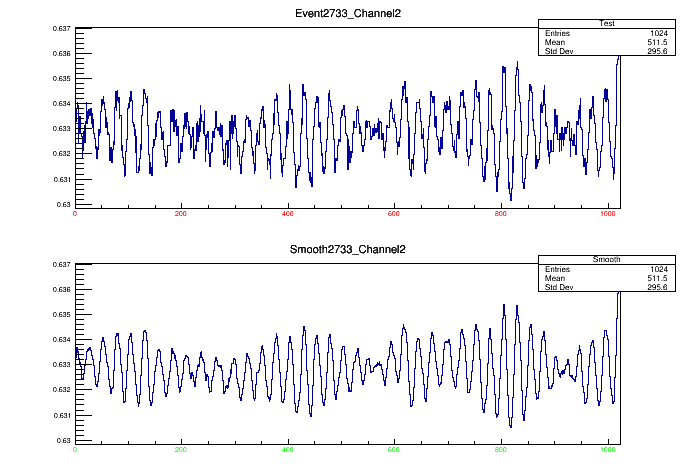 Event2733_Channel2
Test
Entries 1024
Mean 511.5
Std Dev 295.6
0.637
0.636
0.635
0.634
0.633
0.632
0.631
0.63
0 200 400 600 800 1000
Smooth2733_Channel2
Smooth
Entries 1024
Mean 511.5
Std Dev 295.6
0.637
0.636
0.635
0.634
0.633
0.632
0.631
0.63
0 200 400 600 800 1000